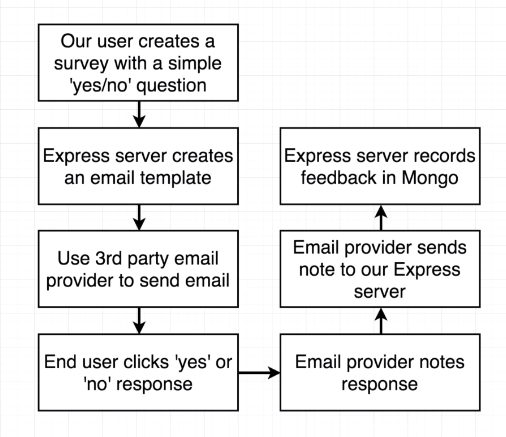 Our user creates a
survey with a simple
'yes/no' question
Express server creates
an email template
Use 3rd party email
provider to send email
End user clicks 'yes' or
'no' response
Email provider notes
response
Email provider sends
note to our Express
server
Express server records
feedback in Mongo